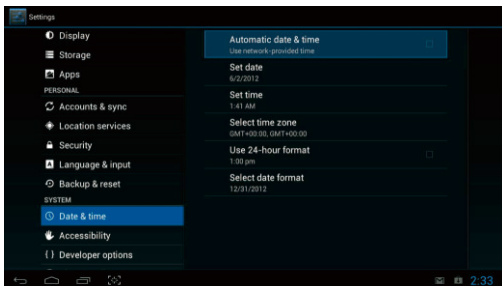 Settings
Display
Storage
Apps
PERSONAL
Accounts & sync
Location services
Security
Language & input
Backup & reset
SYSTEM
Date & time
Accessibility
{ } Developer options
Automatic date & time
Use network-provided time
Set date
6/2/2012
Set time
1:41 AM
Select time zone
GMT+00:00, GMT+00:00
Use 24-hour format
1:00 pm
Select date format
12/31/2012
2:33